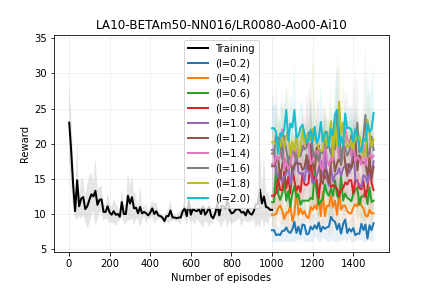 LA10-BETAm50-NN016/LR0080-Ao00-Ai10
35
30
25
20
15
10
5
Reward
Training
(l=0.2)
(l=0.4)
(l=0.6)
(l=0.8)
(l=1.0)
(l=1.2)
(l=1.4)
(l=1.6)
(l=1.8)
(l=2.0)
0 200 400 600 800 1000 1200 1400
Number of episodes